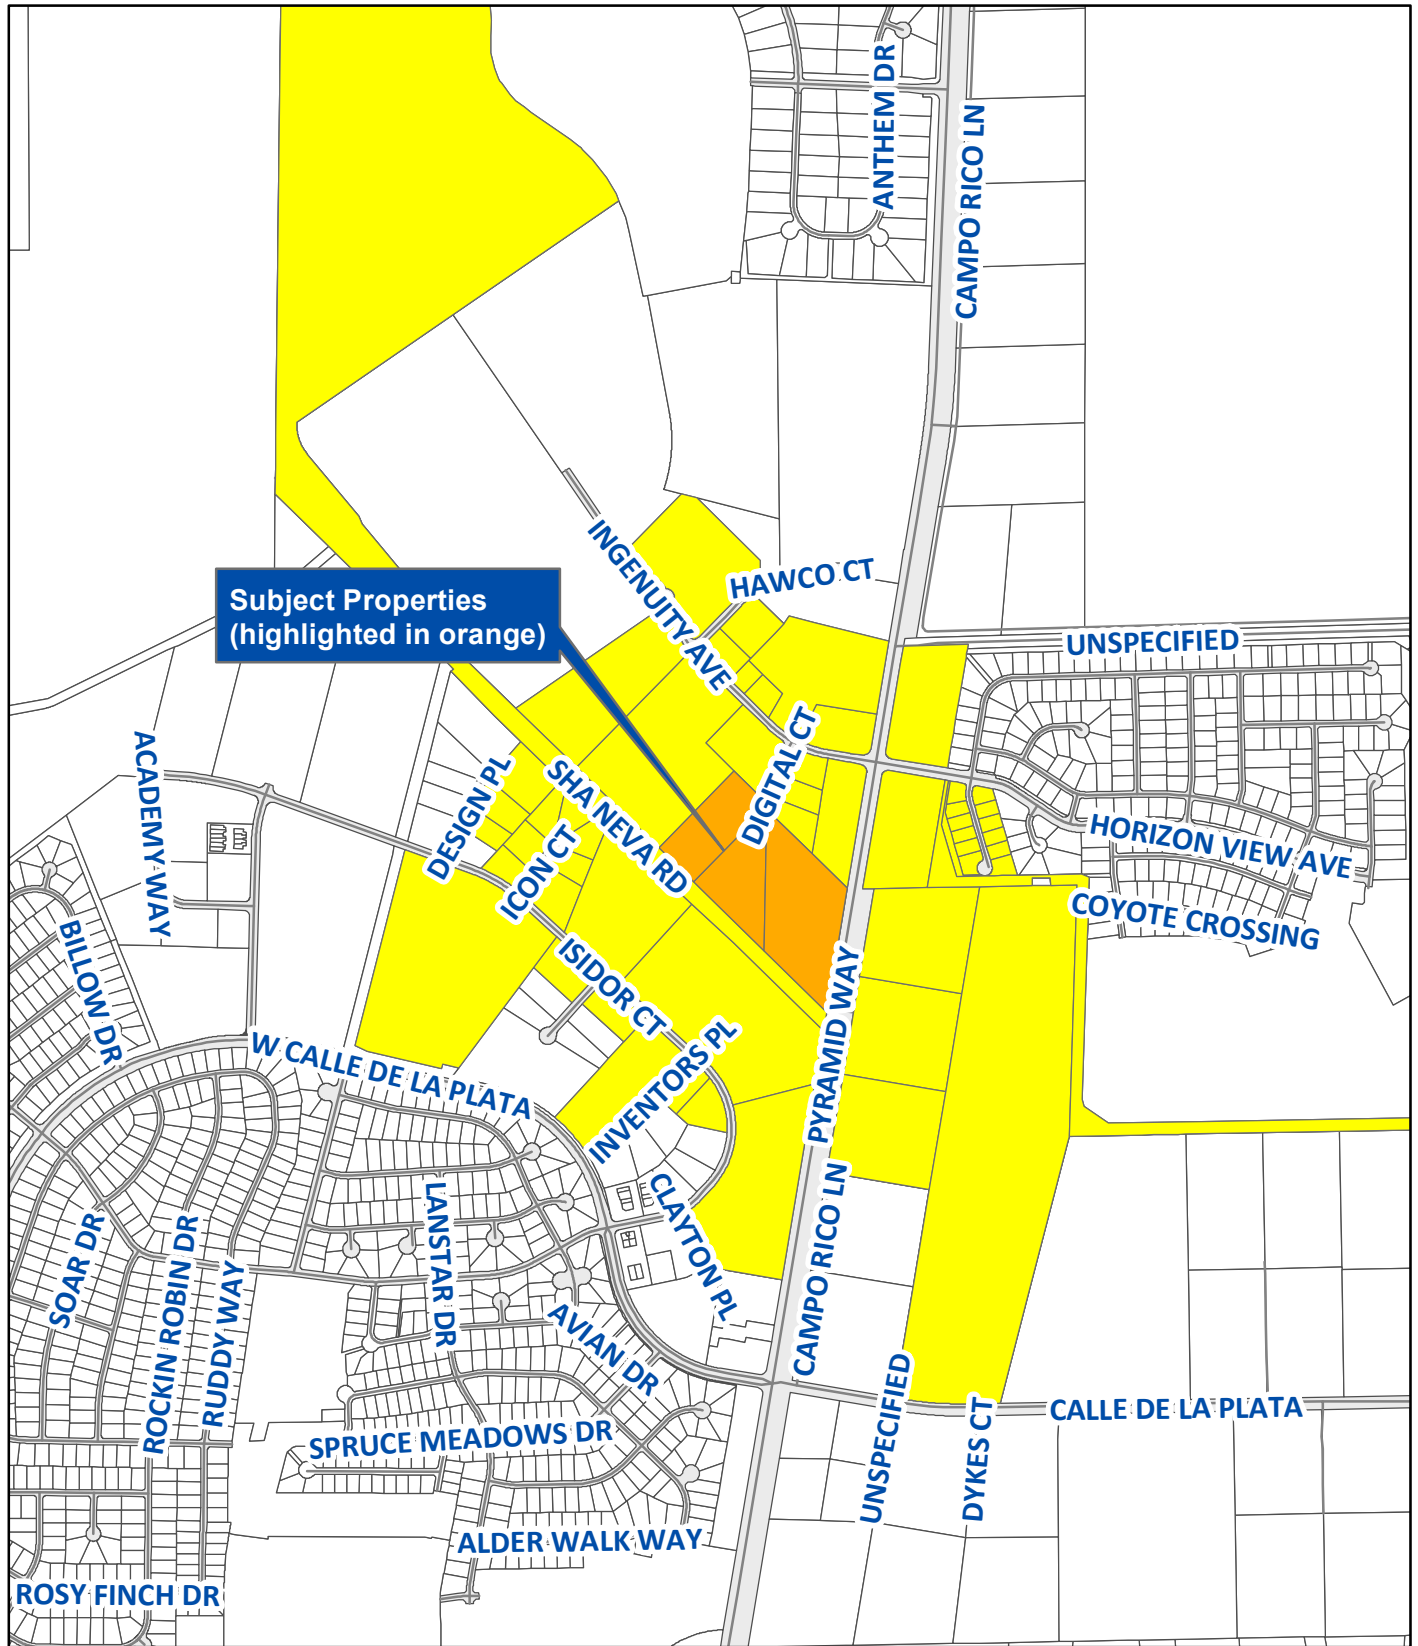 ANTHEM DR
CAMPO RICO LN
INGENUITY AVE
HAWCO CT
Subject Properties
(highlighted in orange)
UNSPECIFIED
DIGITAL CT
ACADEMY WAY
DESIGN PL
SHA NEVA RD
ICON CT
HORIZON VIEW AVE
COYOTE CROSSING
BILLOW DR
ISIDOR CT
PYRAMID WAY
W CALLE DE LA PLATA
INVENTORS PL
CLAYTON PL
CAMPO RICO LN
LANSTAR DR
SOAR DR
ROCKIN ROBIN DR
RUDDY WAY
AVIAN DR
UNSPECIFIED
DYKES CT
CALLE DE LA PLATA
SPRUCE MEADOWS DR
ALDER WALK WAY
ROSY FINCH DR